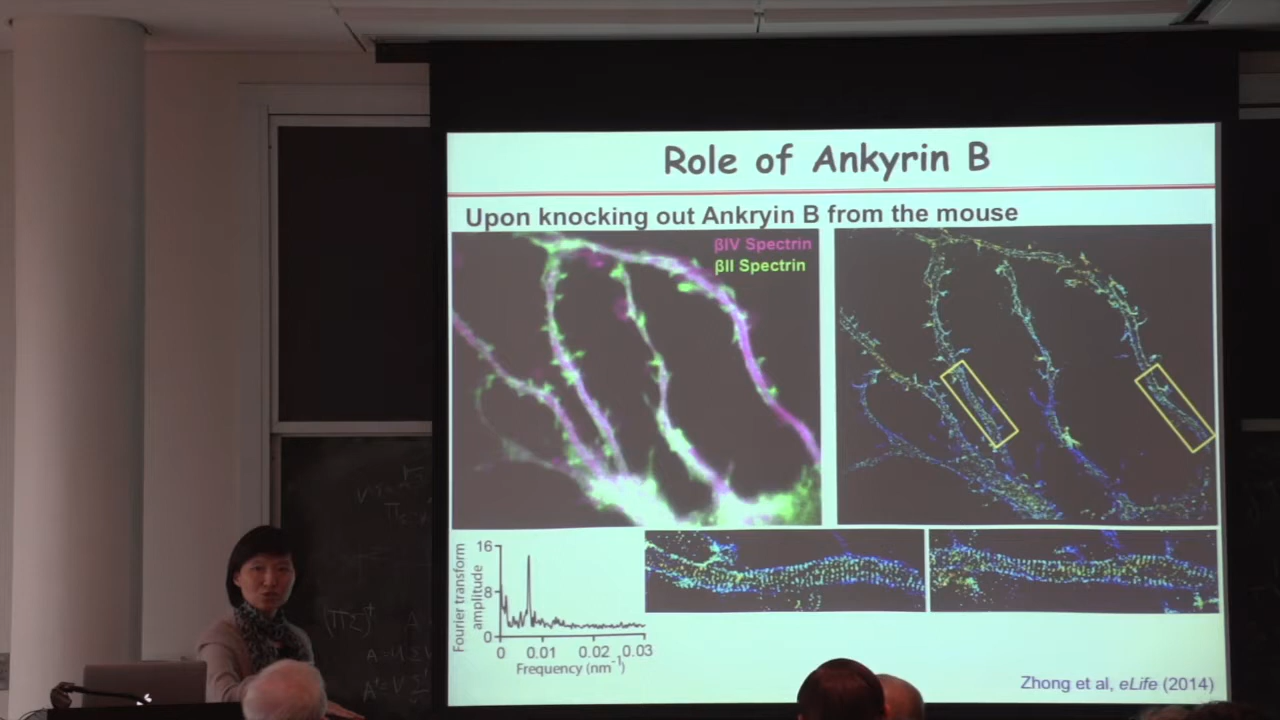 Role of Ankyrin B
Upon knocking out Ankryin B from the mouse
βIV Spectrin
βII Spectrin
Fourier transform
amplitude
16
8
0
0 0.01 0.02 0.03
Frequency (nm⁻¹)
Zhong et al, eLife (2014)